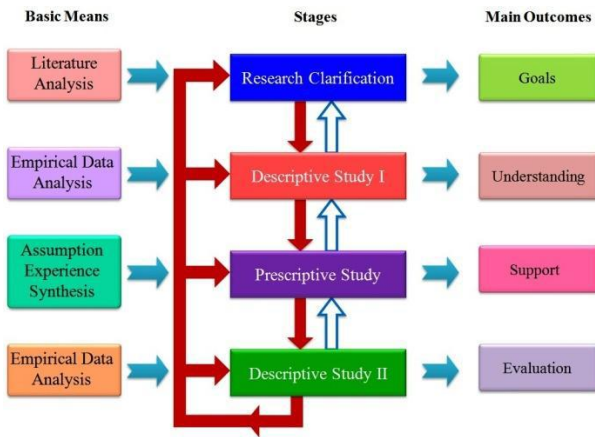 Basic Means
Stages
Main Outcomes
Literature
Analysis
Research Clarification
Goals
Empirical Data
Analysis
Descriptive Study I
Understanding
Assumption
Experience
Synthesis
Prescriptive Study
Support
Empirical Data
Analysis
Descriptive Study II
Evaluation